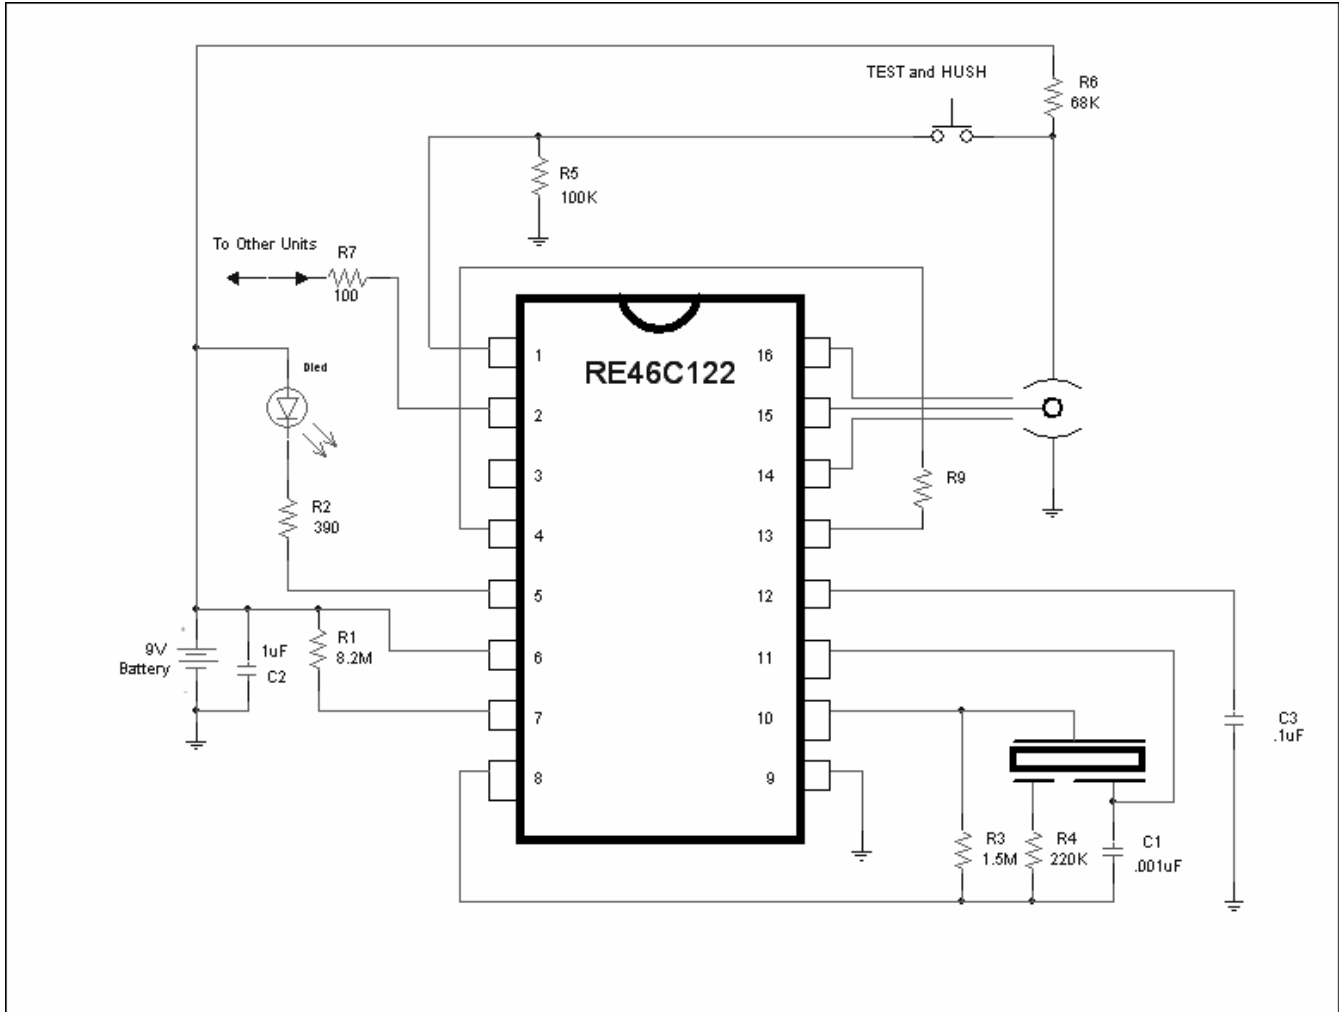 TEST and HUSH
R6
68K
R5
100K
To Other Units
R7
100
Dled
RE46C122
1
2
3
4
5
6
7
8
16
15
14
13
12
11
10
9
R9
R2
390
+
9V
Battery
-
1uF
C2
R1
8.2M
C3
.1uF
R3
1.5M
R4
220K
C1
.001uF